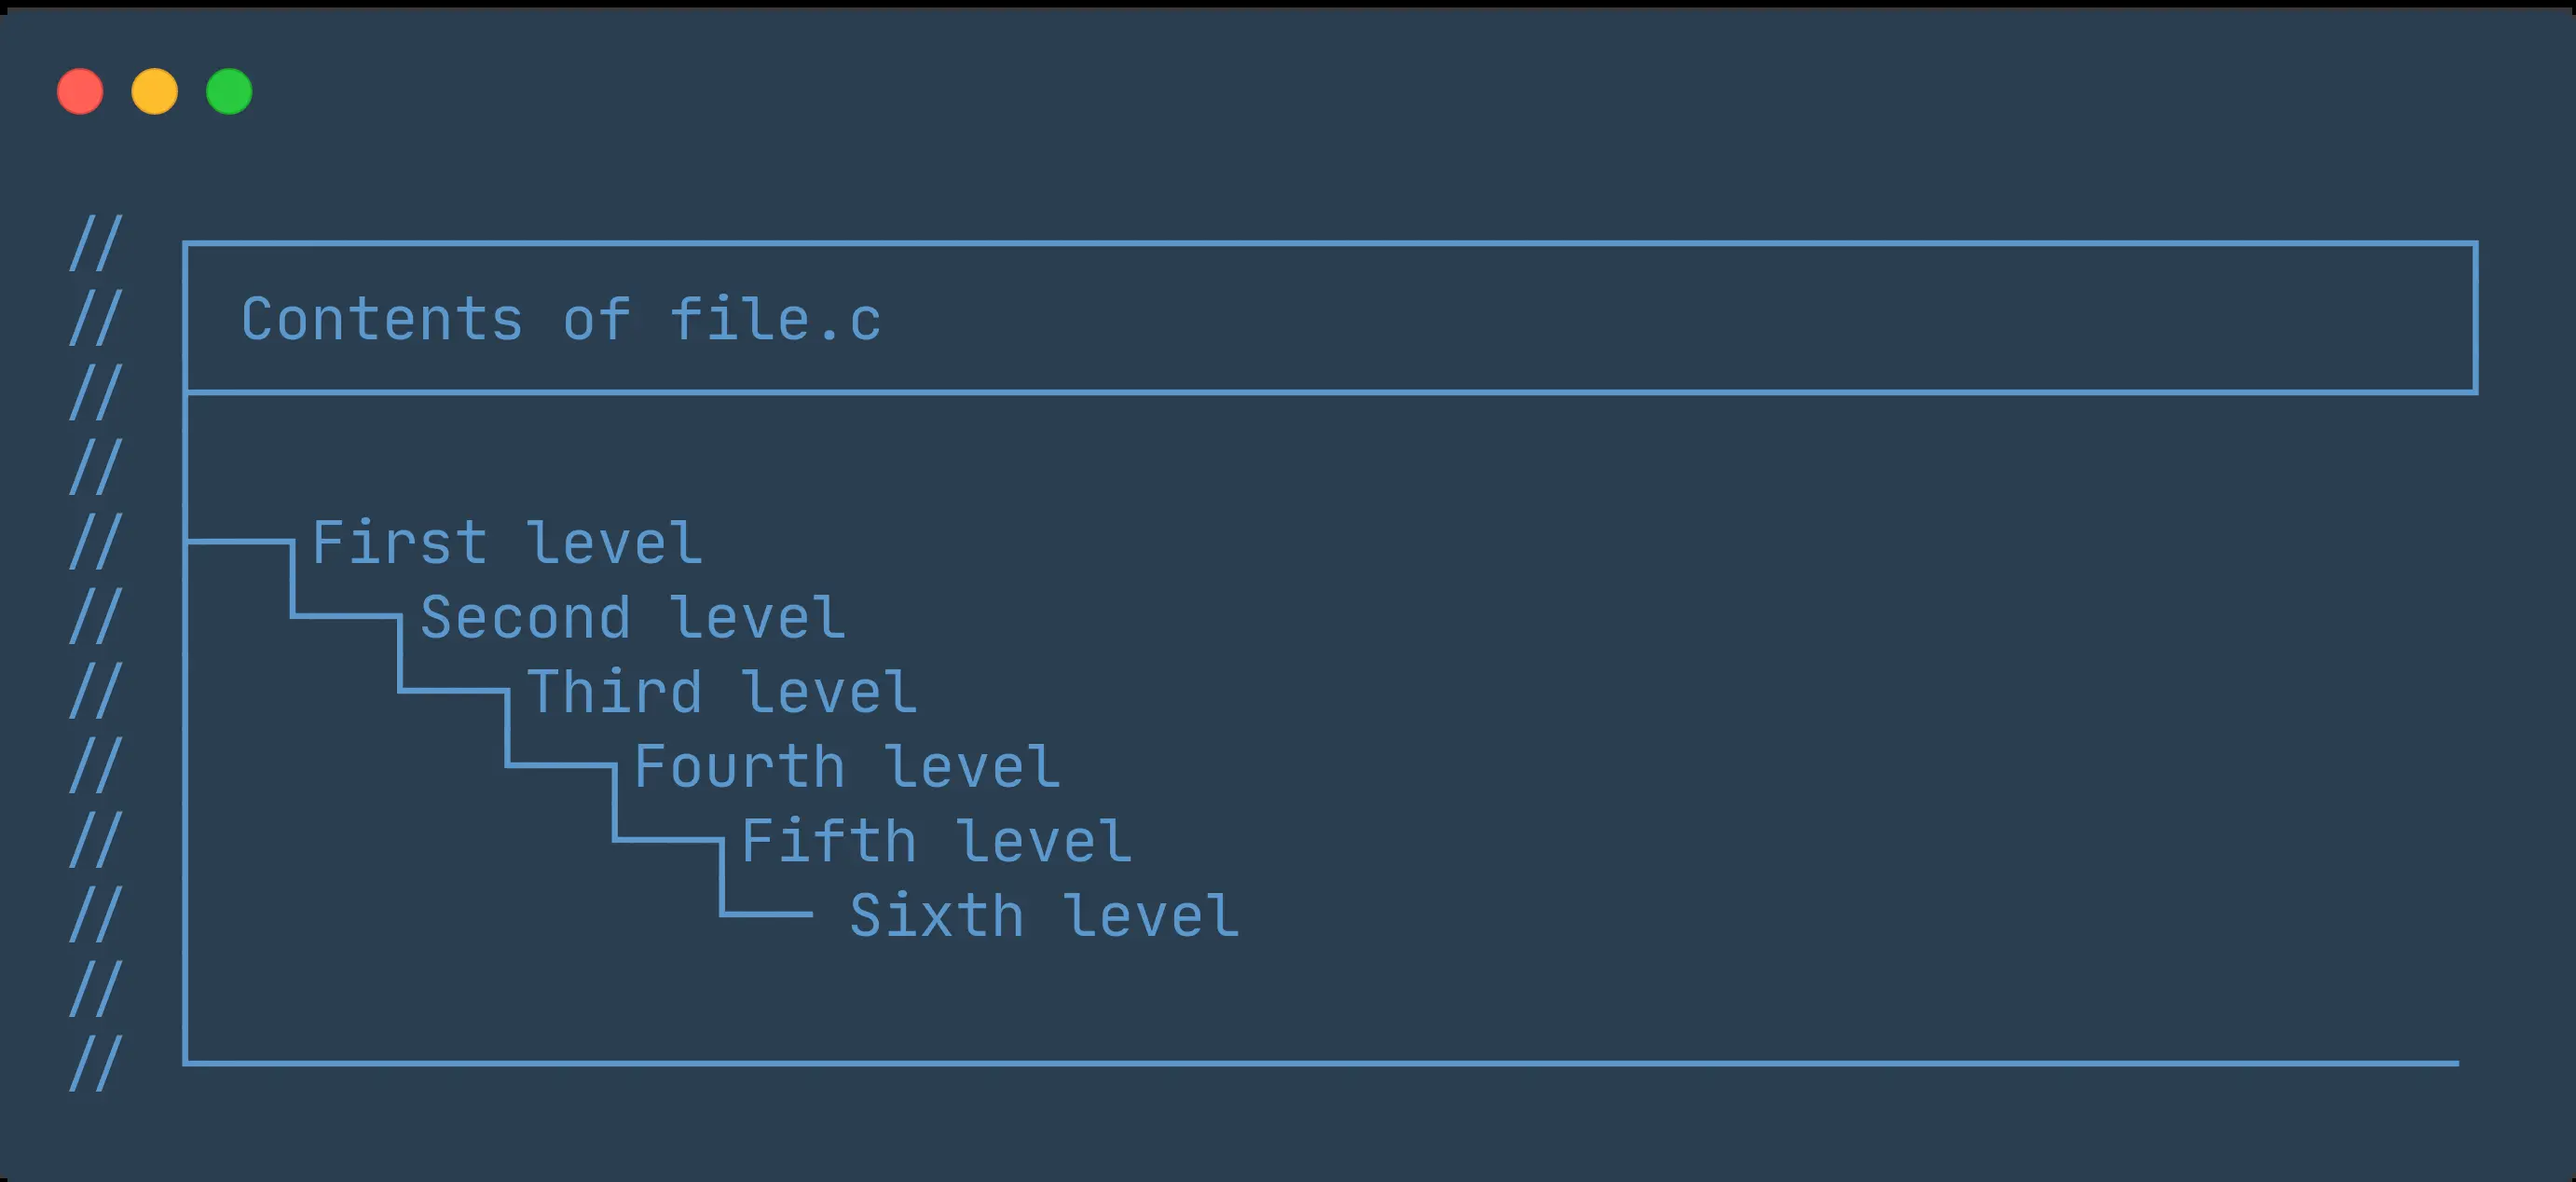 //
// Contents of file.c
//
//
// First level
// Second level
// Third level
// Fourth level
// Fifth level
// Sixth level
//
//